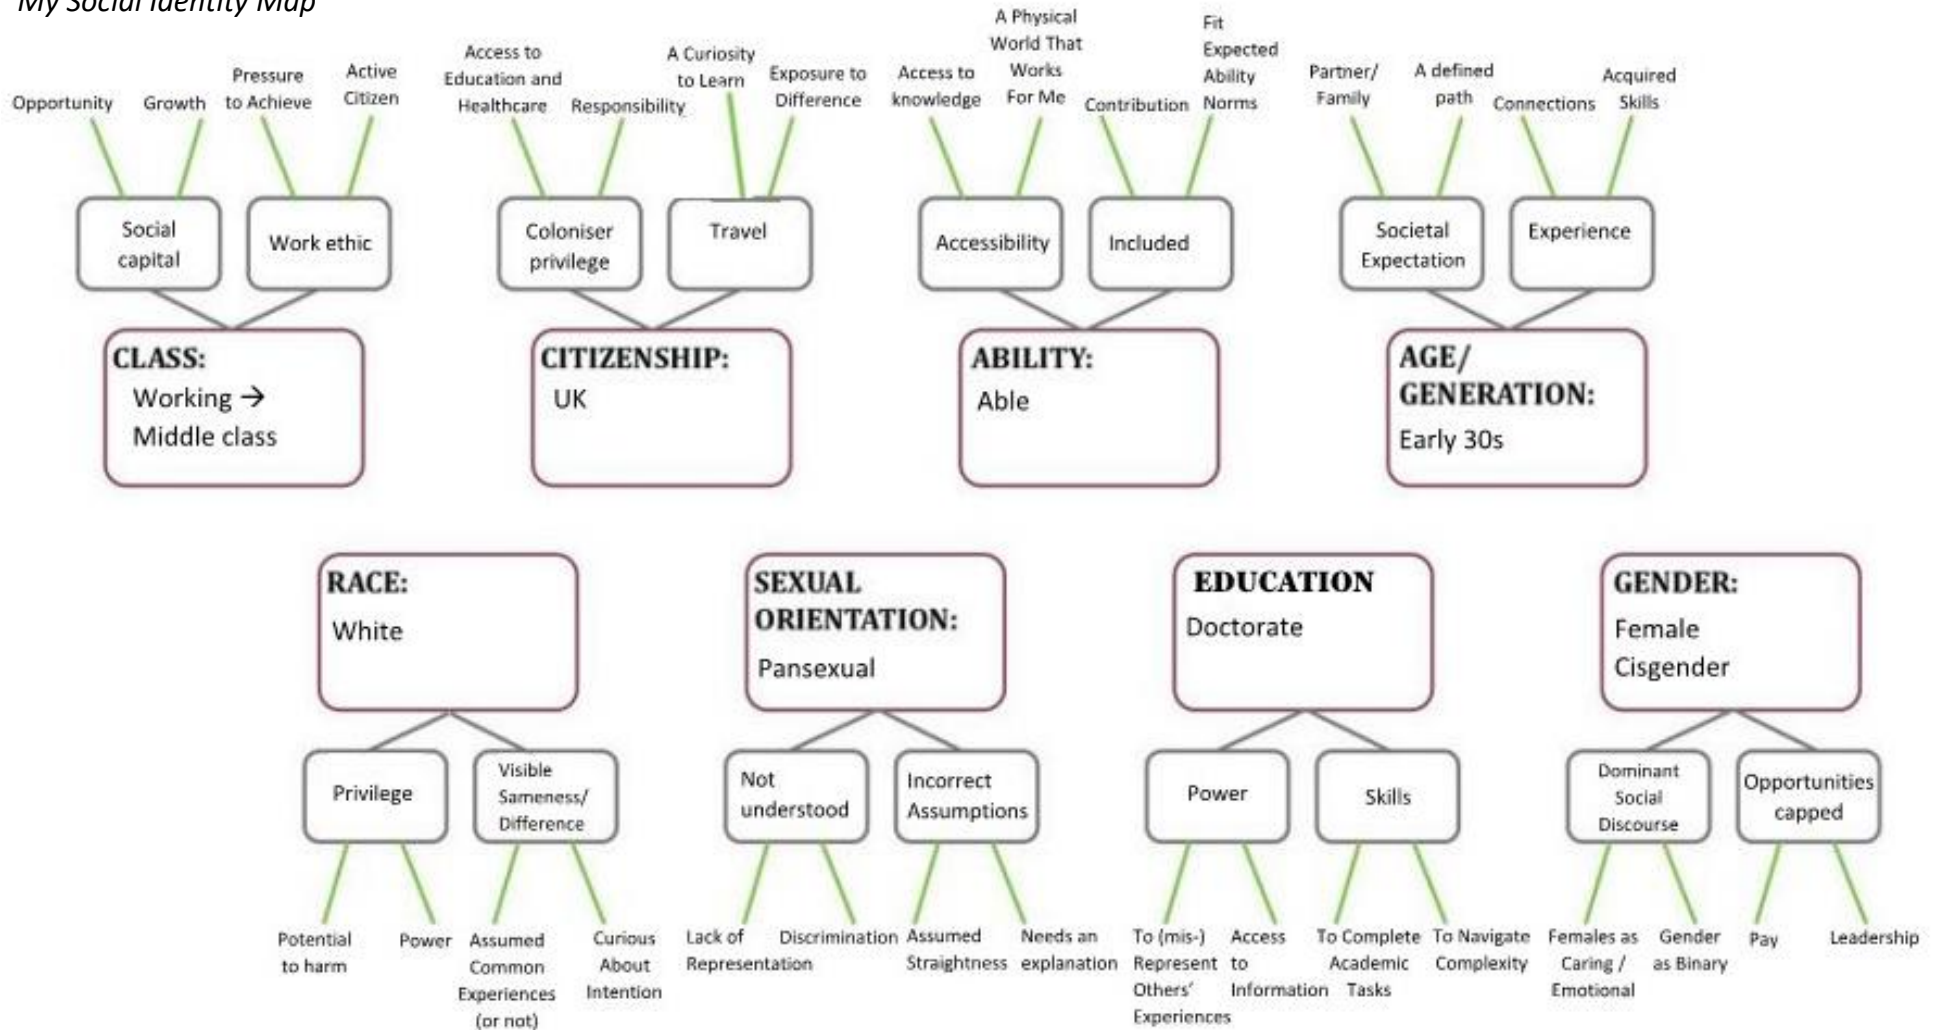 My Social Identity Map
Opportunity
Growth
Pressure
to Achieve
Active
Citizen
Access to
Education and
Healthcare
Responsibility
A Curiosity
to Learn
Exposure to
Difference
Access to
knowledge
A Physical
World That
Works
For Me
Contribution
Fit
Expected
Ability
Norms
Partner/
Family
A defined
path
Connections
Acquired
Skills
Social
capital
Work ethic
Coloniser
privilege
Travel
Accessibility
Included
Societal
Expectation
Experience
CLASS:
Working →
Middle class
CITIZENSHIP:
UK
ABILITY:
Able
AGE/
GENERATION:
Early 30s
RACE:
White
SEXUAL
ORIENTATION:
Pansexual
EDUCATION
Doctorate
GENDER:
Female
Cisgender
Privilege
Visible
Sameness/
Difference
Not
understood
Incorrect
Assumptions
Power
Skills
Dominant
Social
Discourse
Opportunities
capped
Potential
to harm
Power
Assumed
Common
Experiences
(or not)
Curious
About
Intention
Lack of
Representation
Discrimination
Assumed
Straightness
Needs an
explanation
To (mis-)
Represent
Others'
Experiences
Access
to
Information
To Complete
Academic
Tasks
To Navigate
Complexity
Females as
Caring /
Emotional
Gender
as Binary
Pay
Leadership